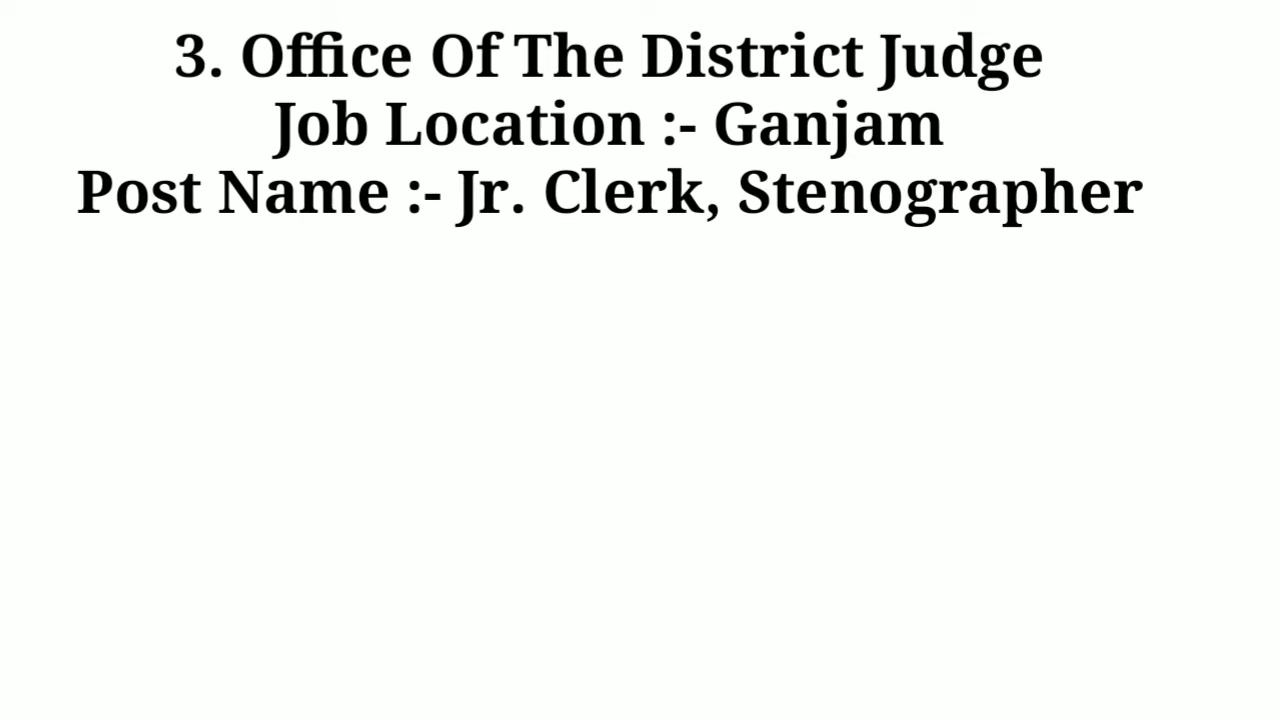 3. Office Of The District Judge
Job Location :- Ganjam
Post Name :- Jr. Clerk, Stenographer